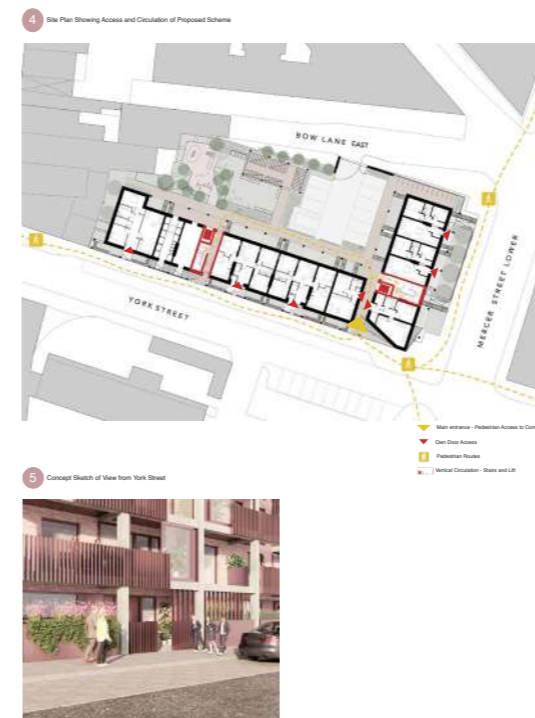 4 Site Plan Showing Access and Circulation of Proposed Scheme
BOW LANE EAST
MERCER STREET LOWER
YORK STREET
Main entrance - Pedestrian Access to Com
Own Door Access
Pedestrian Routes
Vertical Circulation - Stairs and Lift
5 Concept Sketch of View from York Street